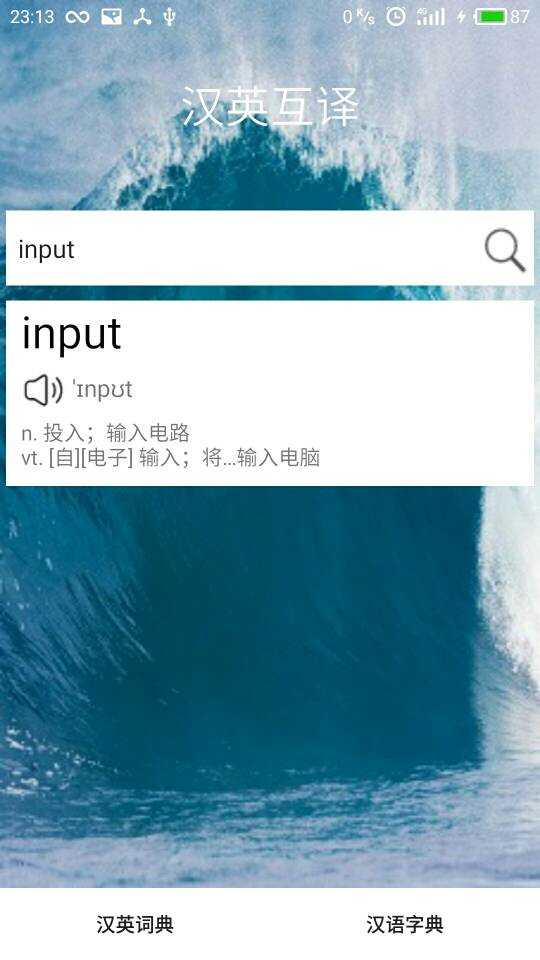 23:13
0 K/s
4G
87
汉英互译
input
input
ˈɪnpʊt
n. 投入；输入电路
vt. [自][电子] 输入；将...输入电脑
汉英词典
汉语字典